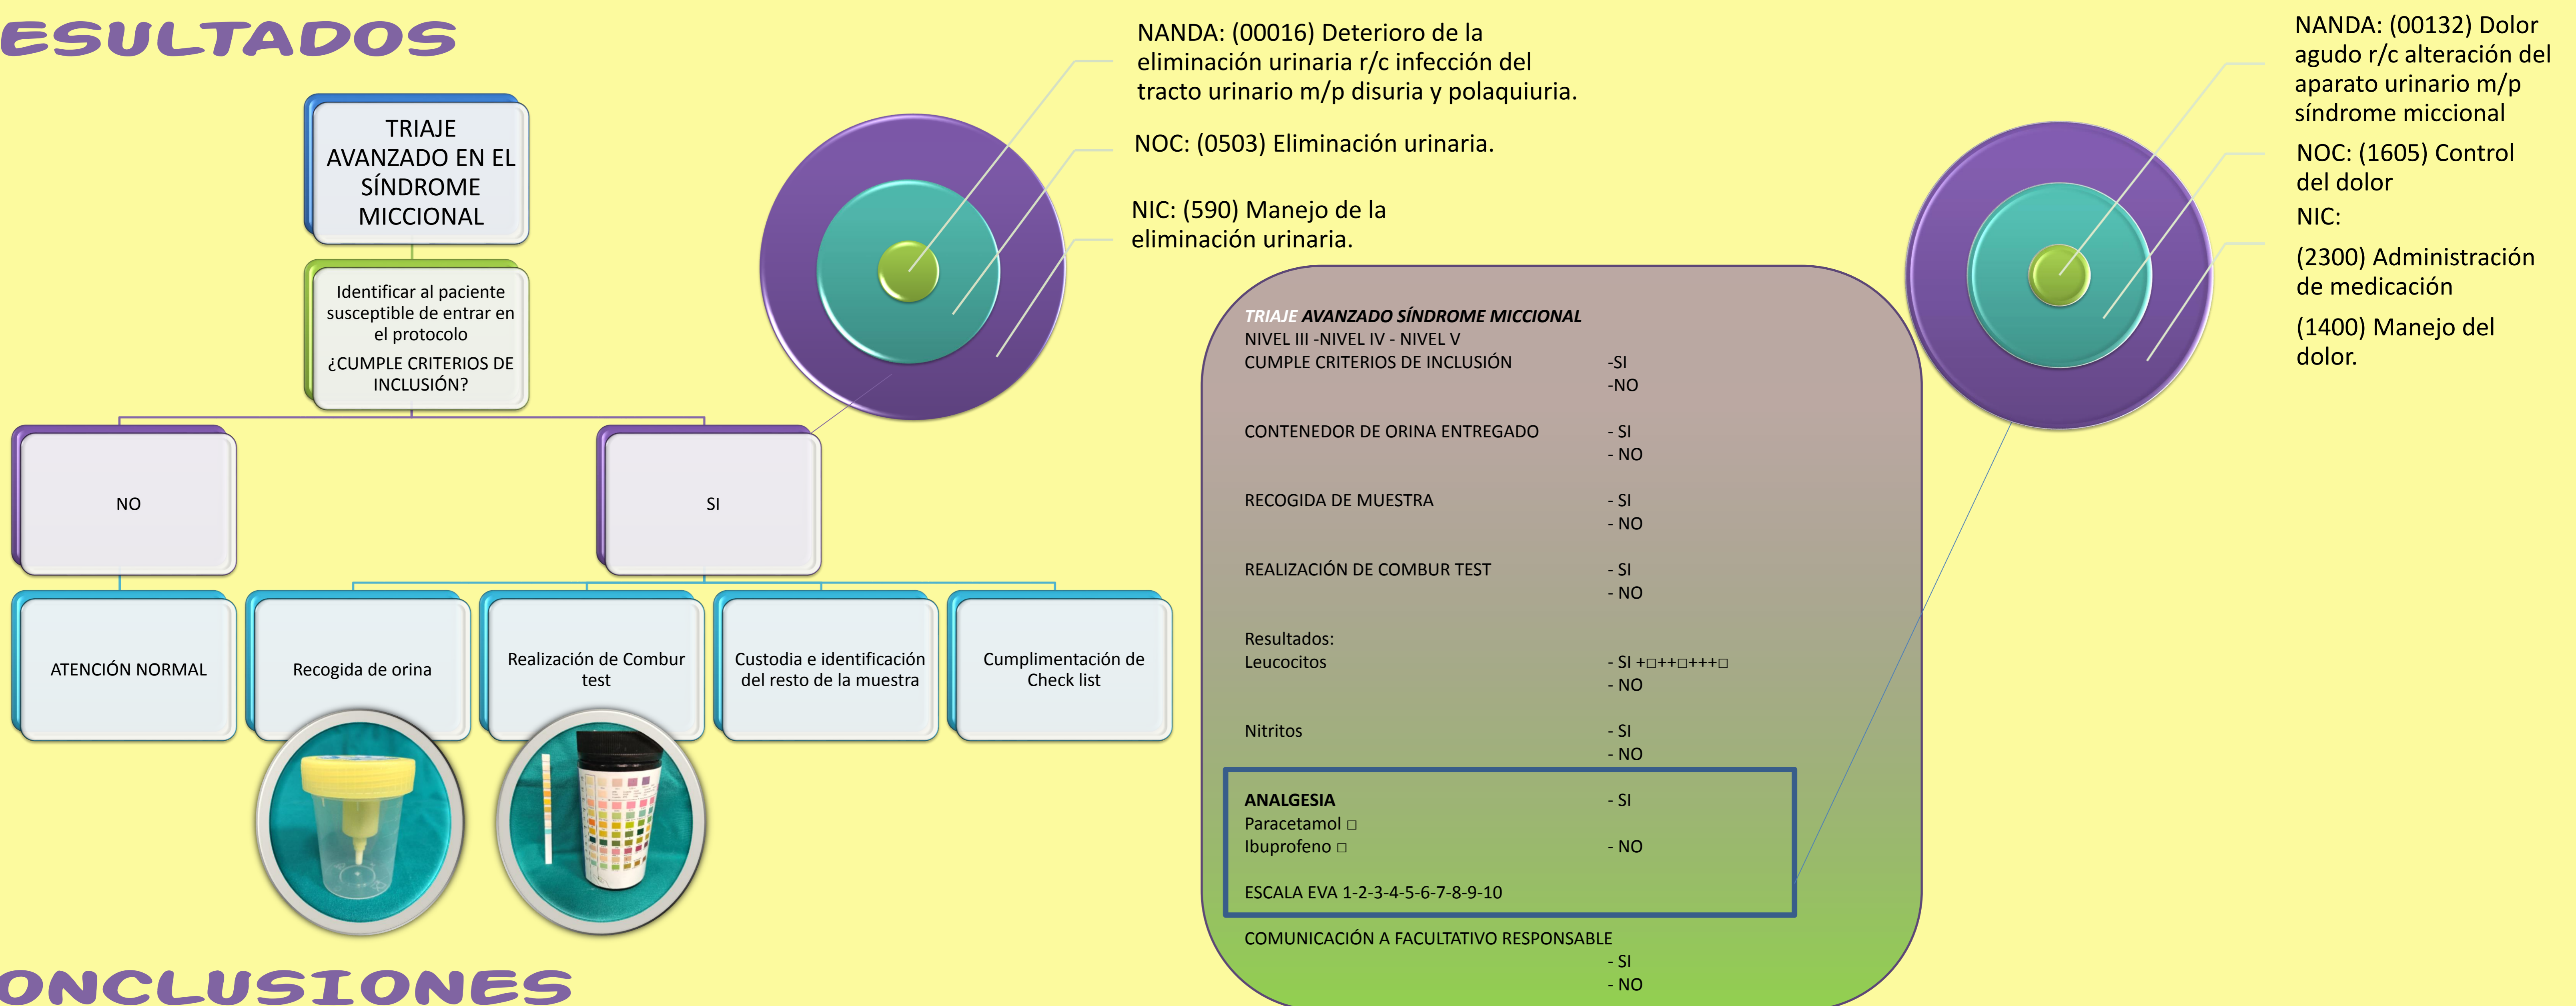 ESULTADOS
TRIAJE
AVANZADO EN EL
SÍNDROME
MICCIONAL
Identificar al paciente
susceptible de entrar en
el protocolo
¿CUMPLE CRITERIOS DE
INCLUSIÓN?
NO
SI
ATENCIÓN NORMAL
Recogida de orina
Realización de Combur
test
Custodia e identificación
del resto de la muestra
Cumplimentación de
Check list
NANDA: (00016) Deterioro de la
eliminación urinaria r/c infección del
tracto urinario m/p disuria y polaquiuria.
NOC: (0503) Eliminación urinaria.
NIC: (590) Manejo de la
eliminación urinaria.
TRIAJE AVANZADO SÍNDROME MICCIONAL
NIVEL III -NIVEL IV - NIVEL V
CUMPLE CRITERIOS DE INCLUSIÓN -SI
-NO
CONTENEDOR DE ORINA ENTREGADO - SI
- NO
RECOGIDA DE MUESTRA - SI
- NO
REALIZACIÓN DE COMBUR TEST - SI
- NO
Resultados:
Leucocitos - SI +□++□+++□
- NO
Nitritos - SI
- NO
ANALGESIA - SI
Paracetamol □
Ibuprofeno □ - NO
ESCALA EVA 1-2-3-4-5-6-7-8-9-10
COMUNICACIÓN A FACULTATIVO RESPONSABLE
- SI
- NO
NANDA: (00132) Dolor
agudo r/c alteración del
aparato urinario m/p
síndrome miccional
NOC: (1605) Control
del dolor
NIC:
(2300) Administración
de medicación
(1400) Manejo del
dolor.
ONCLUSIONES